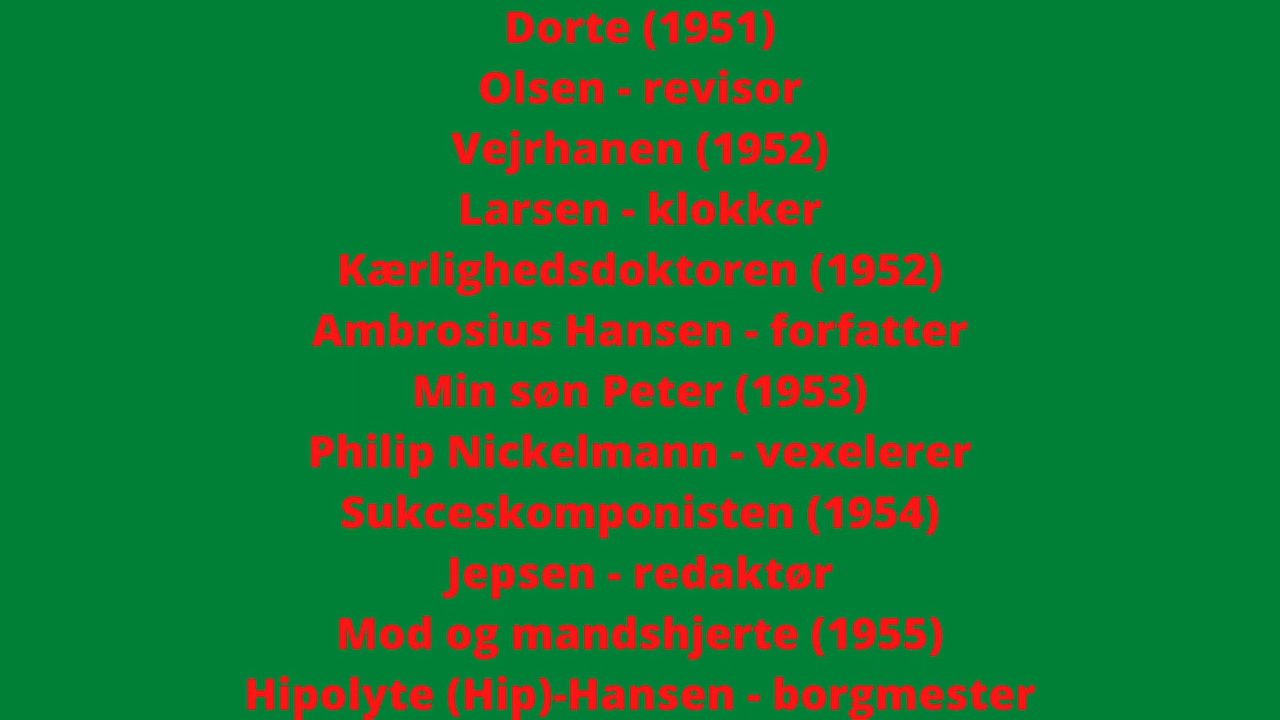 Dorte (1951)
Olsen - revisor
Vejrhanen (1952)
Larsen - klokker
Kærlighedsdoktoren (1952)
Ambrosius Hansen - forfatter
Min søn Peter (1953)
Philip Nickelmann - vexelerer
Sukceskomponisten (1954)
Jepsen - redaktør
Mod og mandshjerte (1955)
Hipolyte (Hip)-Hansen - borgmester